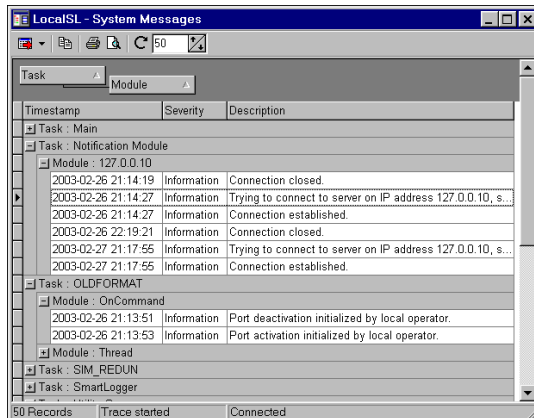 LocalSL - System Messages
50
Task
Module
Timestamp Severity Description
Task : Main
Task : Notification Module
Module : 127.0.0.10
2003-02-26 21:14:19 Information Connection closed.
2003-02-26 21:14:27 Information Trying to connect to server on IP address 127.0.0.10, s...
2003-02-26 21:14:27 Information Connection established.
2003-02-26 22:19:21 Information Connection closed.
2003-02-27 21:17:55 Information Trying to connect to server on IP address 127.0.0.10, s...
2003-02-27 21:17:55 Information Connection established.
Task : OLDFORMAT
Module : OnCommand
2003-02-26 21:13:51 Information Port deactivation initialized by local operator.
2003-02-26 21:13:53 Information Port activation initialized by local operator.
Module : Thread
Task : SIM_REDUN
Task : SmartLogger
50 Records Trace started Connected